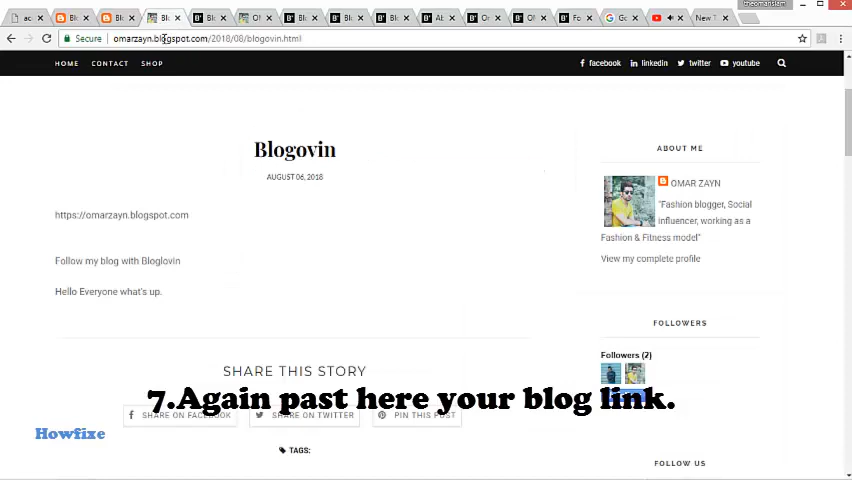 theomanslam
Secure
omarzayn.blogspot.com/2018/08/blogovin.html
HOME CONTACT SHOP
facebook linkedin twitter youtube
Blogovin
AUGUST 06, 2018
https://omarzayn.blogspot.com
Follow my blog with Bloglovin
Hello Everyone what's up.
SHARE THIS STORY
SHARE ON FACEBOOK SHARE ON TWITTER PIN THIS POST
TAGS:
ABOUT ME
OMAR ZAYN
"Fashion blogger, Social
influencer, working as a
Fashion & Fitness model"
View my complete profile
FOLLOWERS
Followers (2)
FOLLOW US
7.Again past here your blog link.
Howfixe